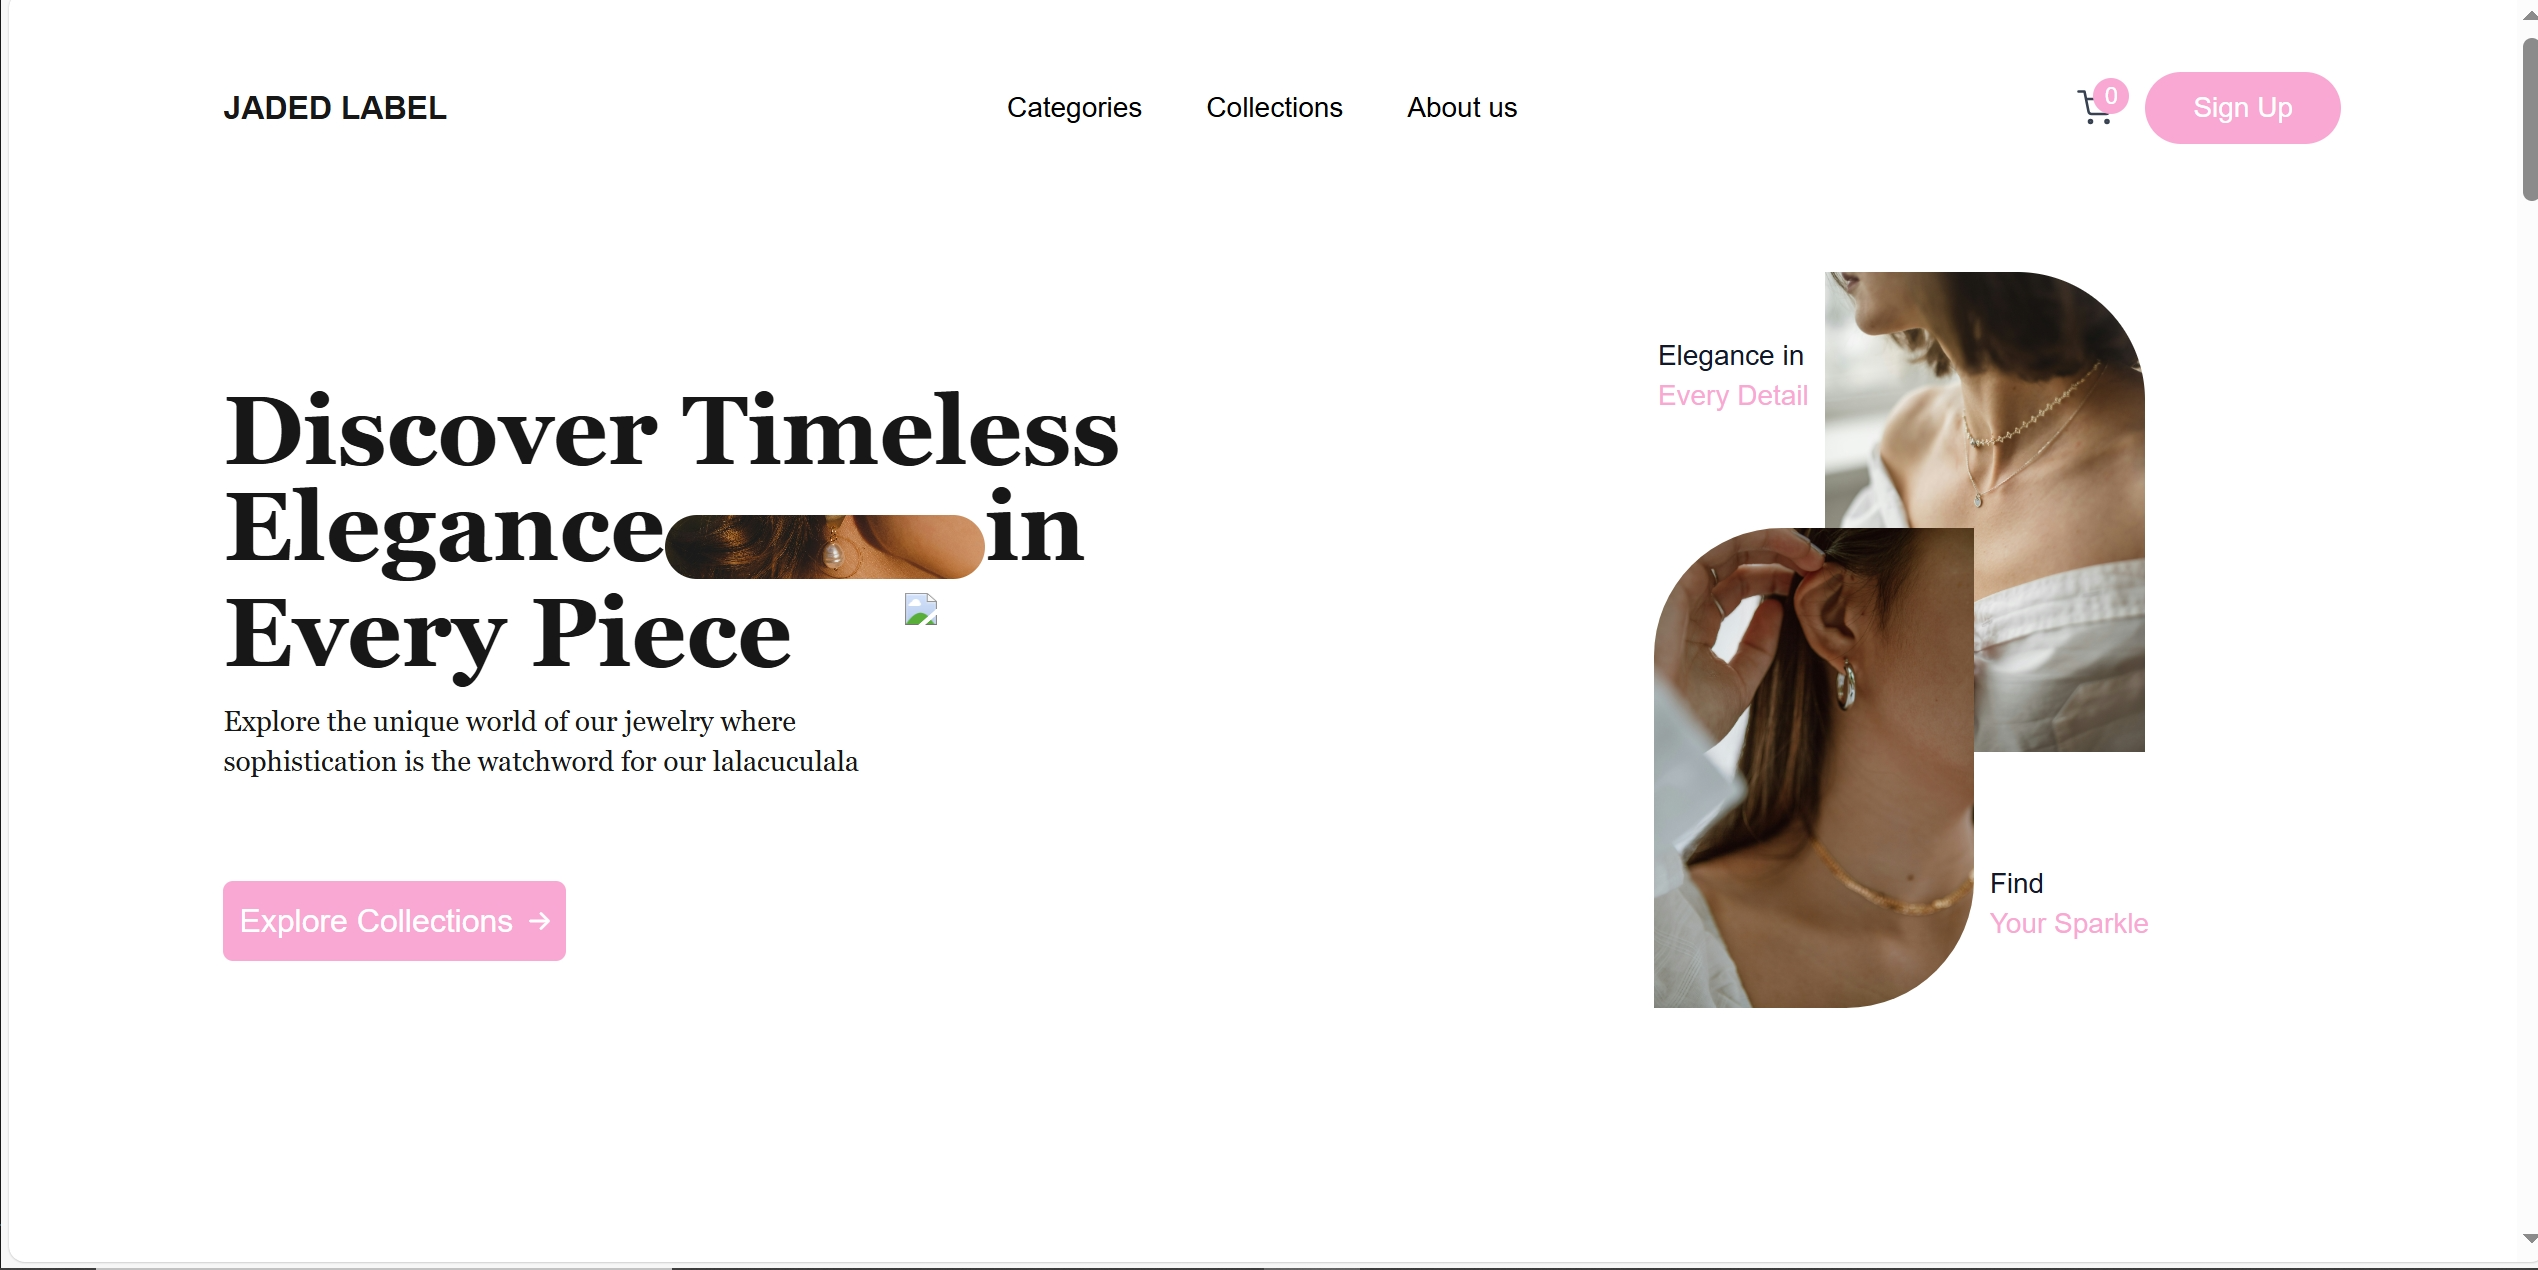 JADED LABEL
Categories
Collections
About us
0
Sign Up
Discover Timeless
Elegance in
Every Piece
Explore the unique world of our jewelry where
sophistication is the watchword for our lalacuculala
Explore Collections →
Elegance in
Every Detail
Find
Your Sparkle